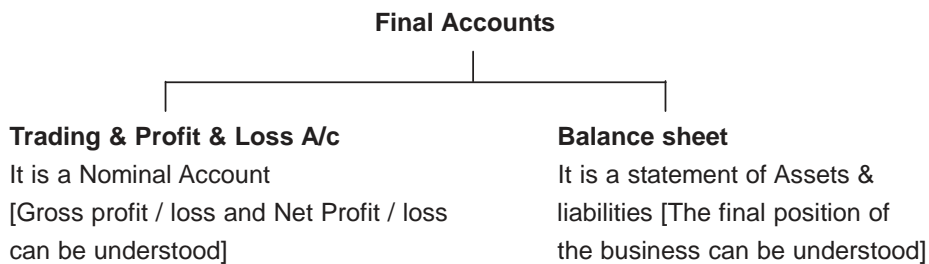 Final Accounts
Trading & Profit & Loss A/c
It is a Nominal Account
[Gross profit / loss and Net Profit / loss
can be understood]
Balance sheet
It is a statement of Assets &
liabilities [The final position of
the business can be understood]